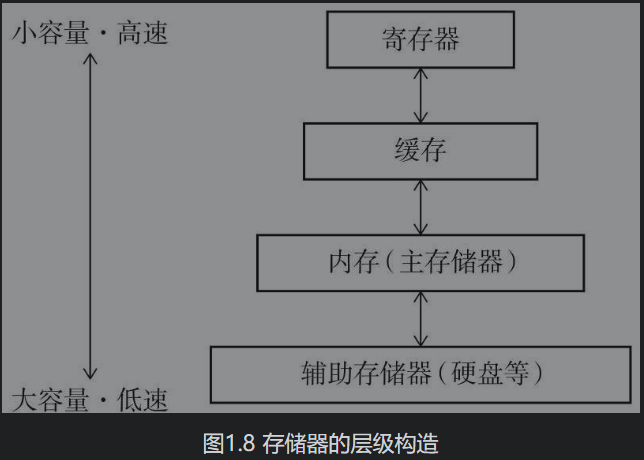 小容量·高速
寄存器
缓存
内存(主存储器)
辅助存储器(硬盘等)
大容量·低速
图1.8 存储器的层级构造